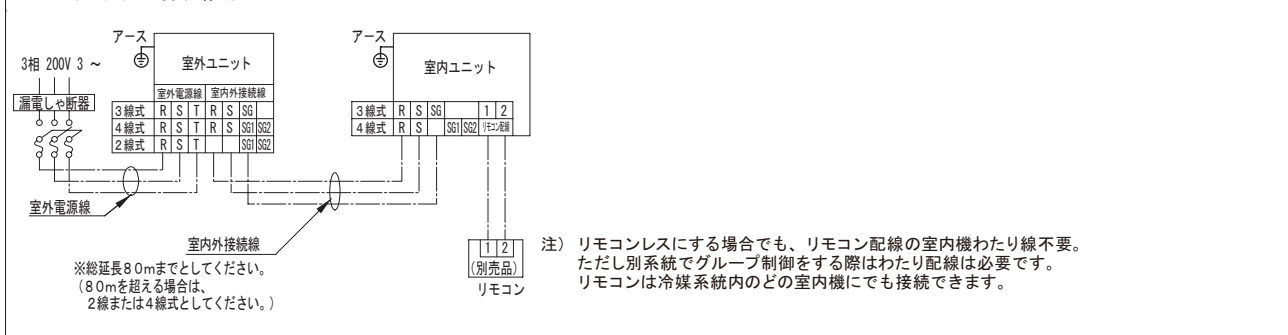 アース
3相 200V 3 ～
漏電しゃ断器
室外ユニット
室外電源線 室内外接続線
3線式 R S T R S SG
4線式 R S T R S SG1 SG2
2線式 R S T SG1 SG2
室外電源線
室内外接続線
※総延長80mまでとしてください。
（80mを超える場合は、
2線または4線式としてください。）
アース
室内ユニット
3線式 R S SG 1 2
4線式 R S SG1 SG2 リモコン配線
1 2
(別売品)
リモコン
注） リモコンレスにする場合でも、リモコン配線の室内機わたり線不要。
ただし別系統でグループ制御をする際はわたり配線は必要です。
リモコンは冷媒系統内のどの室内機にでも接続できます。